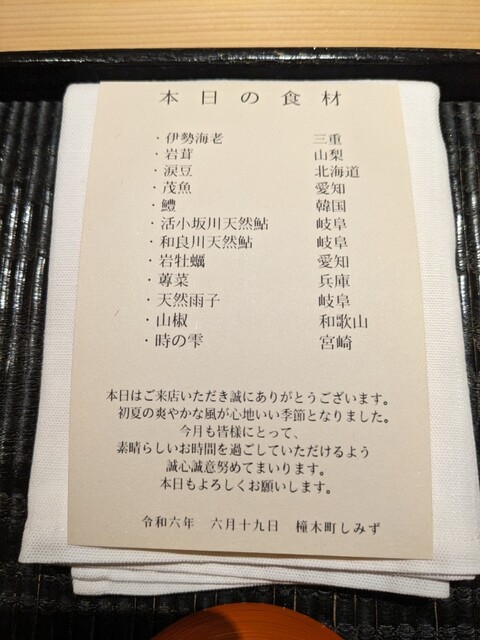 本日の食材
・伊勢海老 三重
・岩茸 山梨
・涙豆 北海道
・茂魚 愛知
・鱧 韓国
・活小坂川天然鮎 岐阜
・和良川天然鮎 岐阜
・岩牡蠣 愛知
・蓴菜 兵庫
・天然雨子 岐阜
・山椒 和歌山
・時の雫 宮崎
本日はご来店いただき誠にありがとうございます。
初夏の爽やかな風が心地いい季節となりました。
今月も皆様にとって、
素晴らしいお時間を過ごしていただけるよう
誠心誠意努めてまいります。
本日もよろしくお願いします。
令和六年 六月十九日 橦木町しみず